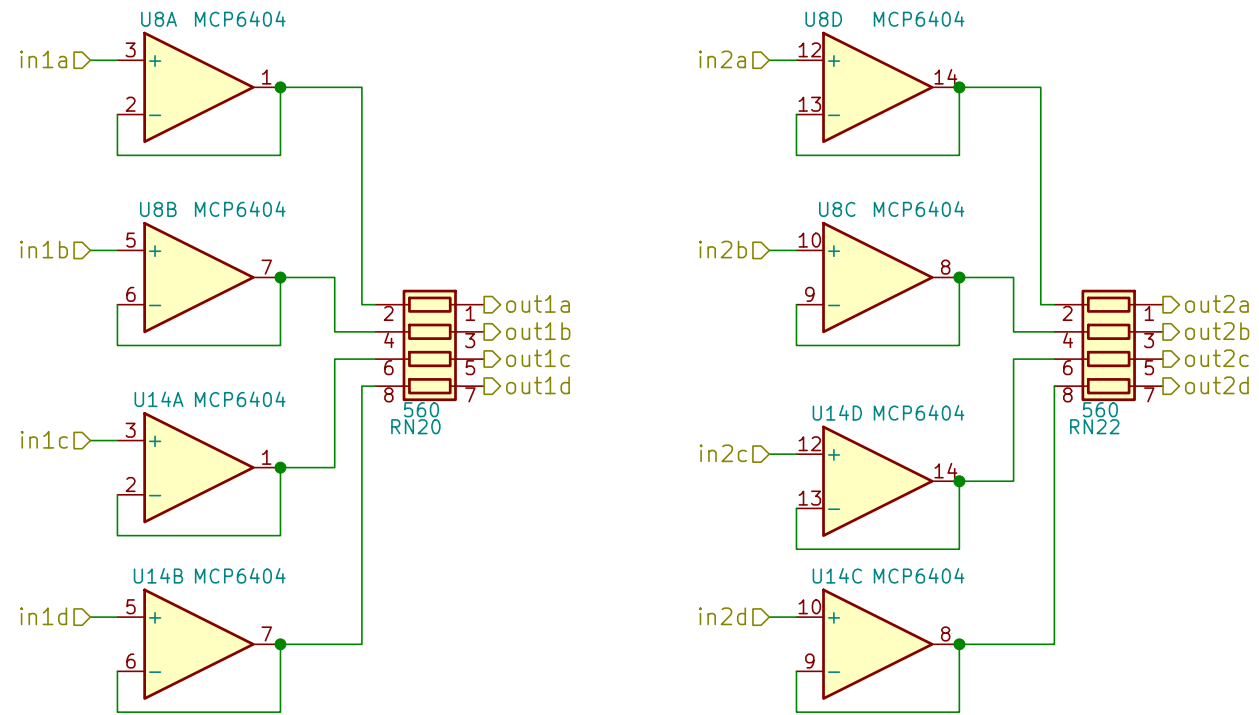 U8A MCP6404
in1a
3
+
1
2
−
U8B MCP6404
in1b
5
+
7
6
−
U14A MCP6404
in1c
3
+
1
2
−
U14B MCP6404
in1d
5
+
7
6
−
2 1 out1a
4 3 out1b
6 5 out1c
8 7 out1d
560
RN20
U8D MCP6404
in2a
12
+
14
13
−
U8C MCP6404
in2b
10
+
8
9
−
U14D MCP6404
in2c
12
+
14
13
−
U14C MCP6404
in2d
10
+
8
9
−
2 1 out2a
4 3 out2b
6 5 out2c
8 7 out2d
560
RN22